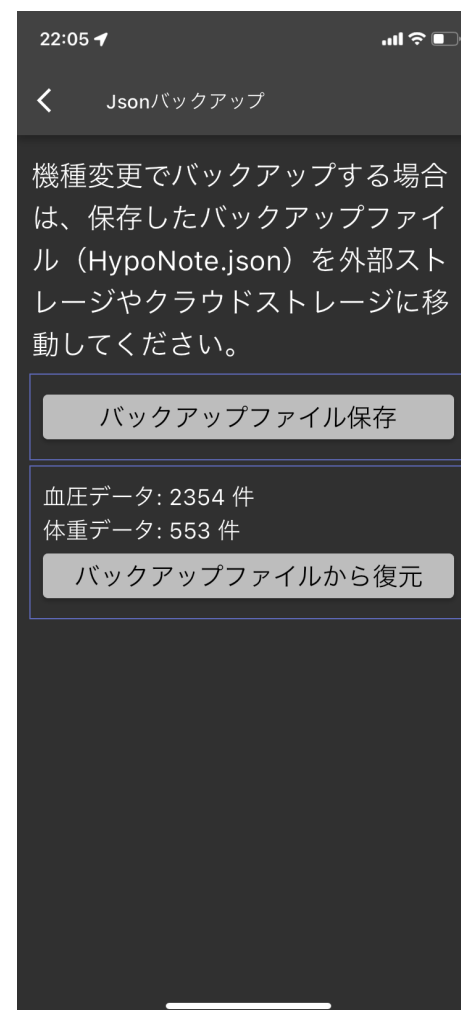 22:05
Jsonバックアップ
機種変更でバックアップする場合
は、保存したバックアップファイ
ル（HypoNote.json）を外部スト
レージやクラウドストレージに移
動してください。
バックアップファイル保存
血圧データ: 2354 件
体重データ: 553 件
バックアップファイルから復元